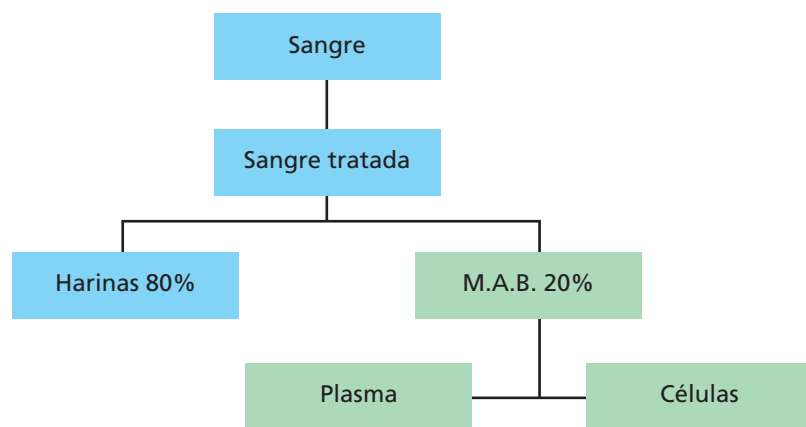 Sangre
Sangre tratada
Harinas 80%
M.A.B. 20%
Plasma
Células